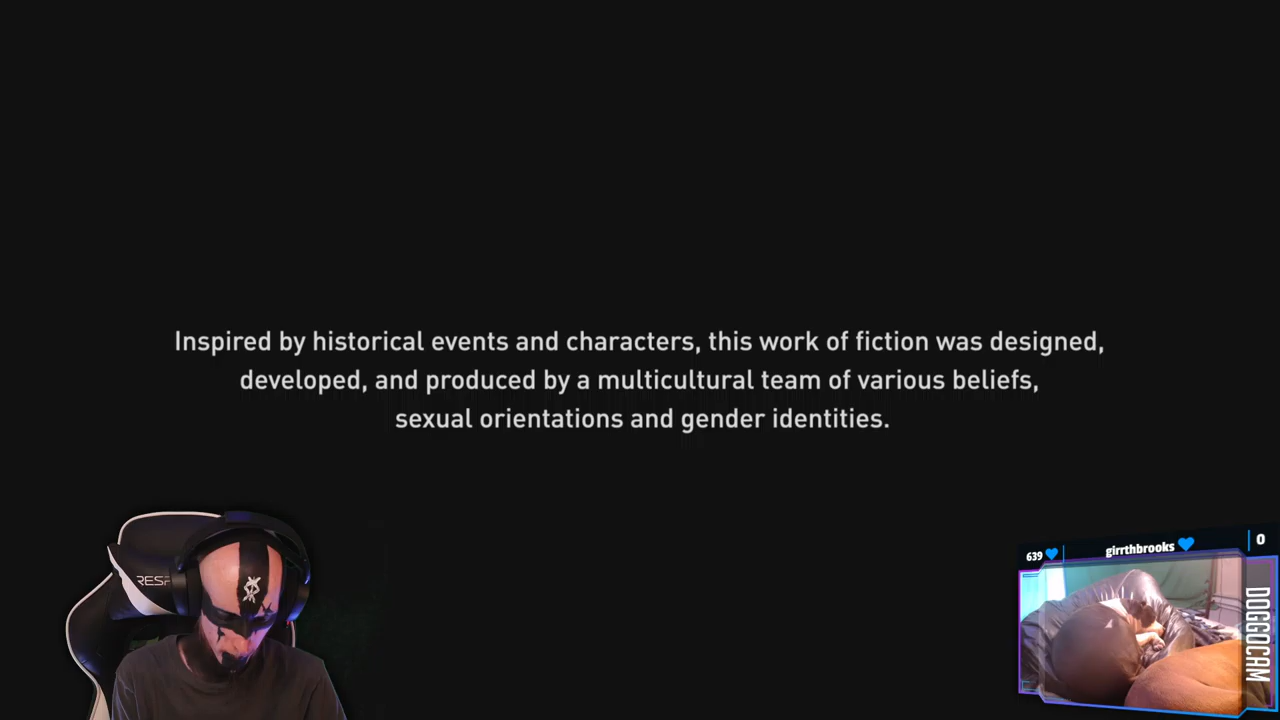 Inspired by historical events and characters, this work of fiction was designed,
developed, and produced by a multicultural team of various beliefs,
sexual orientations and gender identities.
RESP
639
girrthbrooks
0
DOGGOCAM